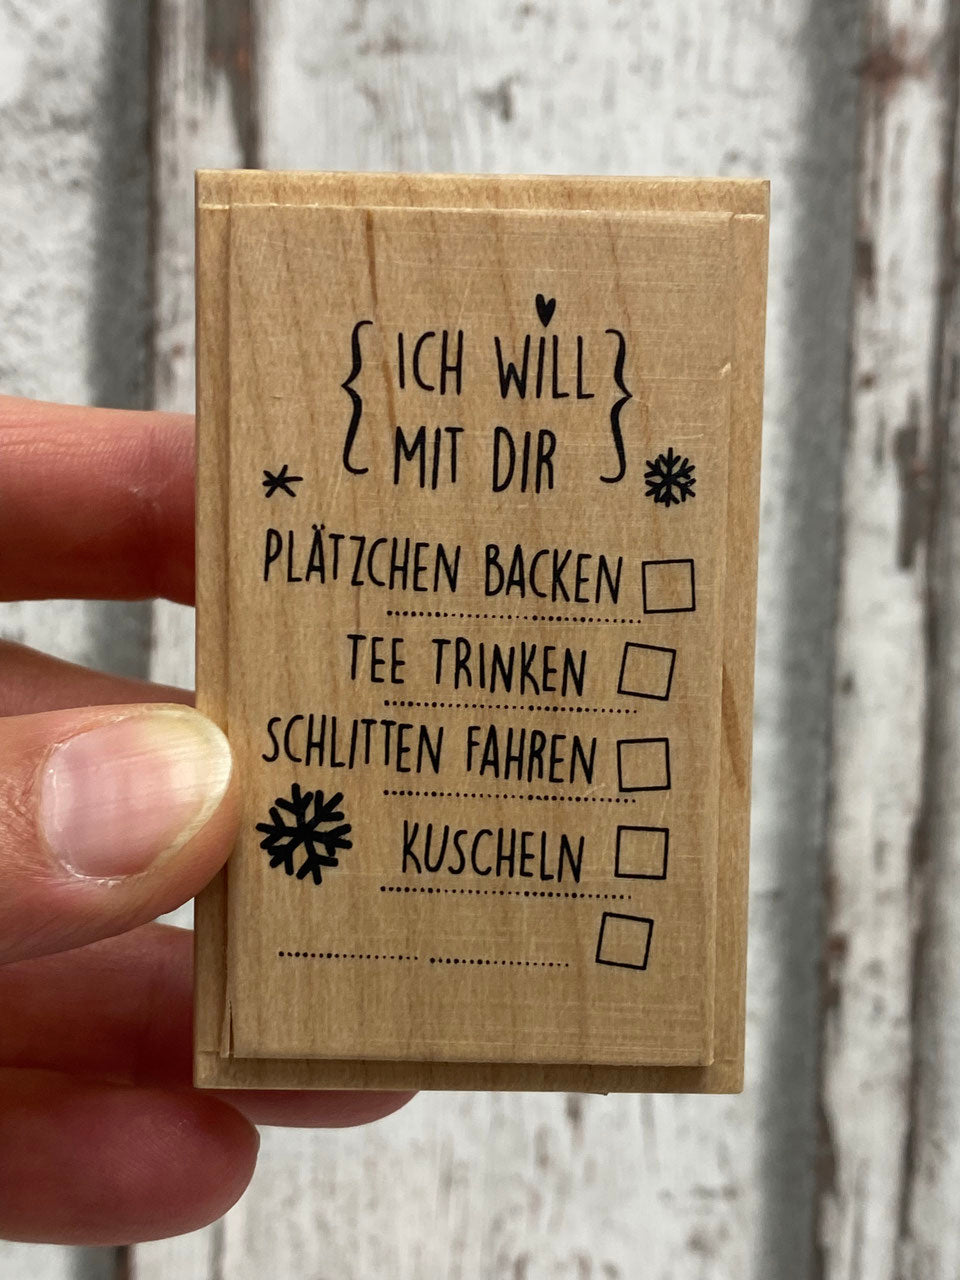 {ICH WILL
MIT DIR}
PLÄTZCHEN BACKEN
TEE TRINKEN
SCHLITTEN FAHREN
KUSCHELN